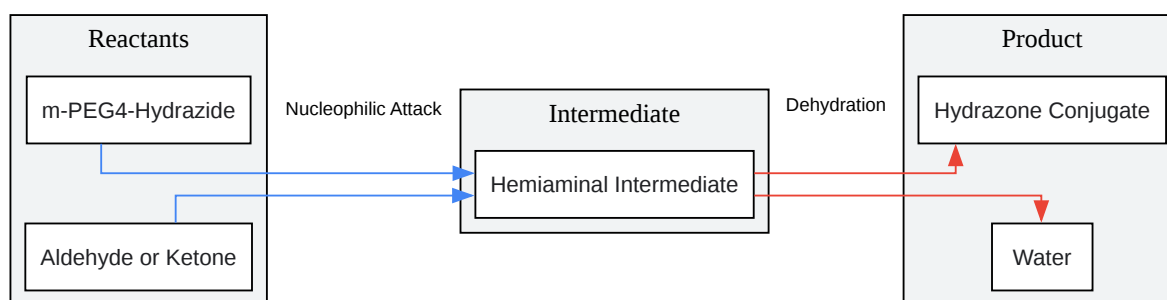 Reactants
m-PEG4-Hydrazide
Aldehyde or Ketone
Nucleophilic Attack
Intermediate
Hemiaminal Intermediate
Dehydration
Product
Hydrazone Conjugate
Water